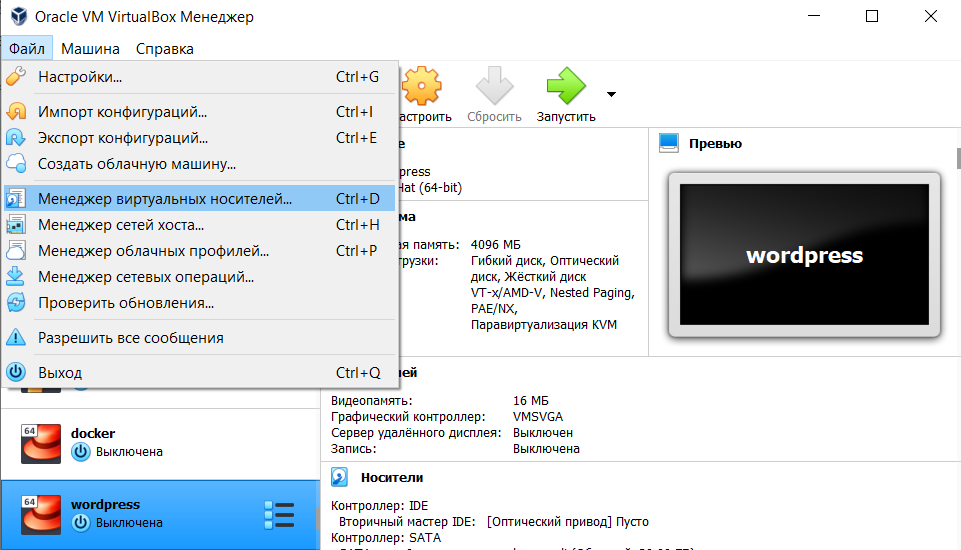 Oracle VM VirtualBox Менеджер
Файл Машина Справка
Настройки... Ctrl+G
Импорт конфигураций... Ctrl+I
Экспорт конфигураций... Ctrl+E
Создать облачную машину...
Менеджер виртуальных носителей... Ctrl+D
Менеджер сетей хоста... Ctrl+H
Менеджер облачных профилей... Ctrl+P
Менеджер сетевых операций...
Проверить обновления...
Разрешить все сообщения
Выход Ctrl+Q
астроить Сбросить Запустить
е
press
Hat (64-bit)
ма
ая память: 4096 МБ
рузки: Гибкий диск, Оптический
диск, Жёсткий диск
VT-x/AMD-V, Nested Paging,
PAE/NX,
Паравиртуализация KVM
Превью
wordpress
ей
Видеопамять: 16 МБ
Графический контроллер: VMSVGA
Сервер удалённого дисплея: Выключен
Запись: Выключена
64
docker
Выключена
64
wordpress
Выключена
Носители
Контроллер: IDE
Вторичный мастер IDE: [Оптический привод] Пусто
Контроллер: SATA